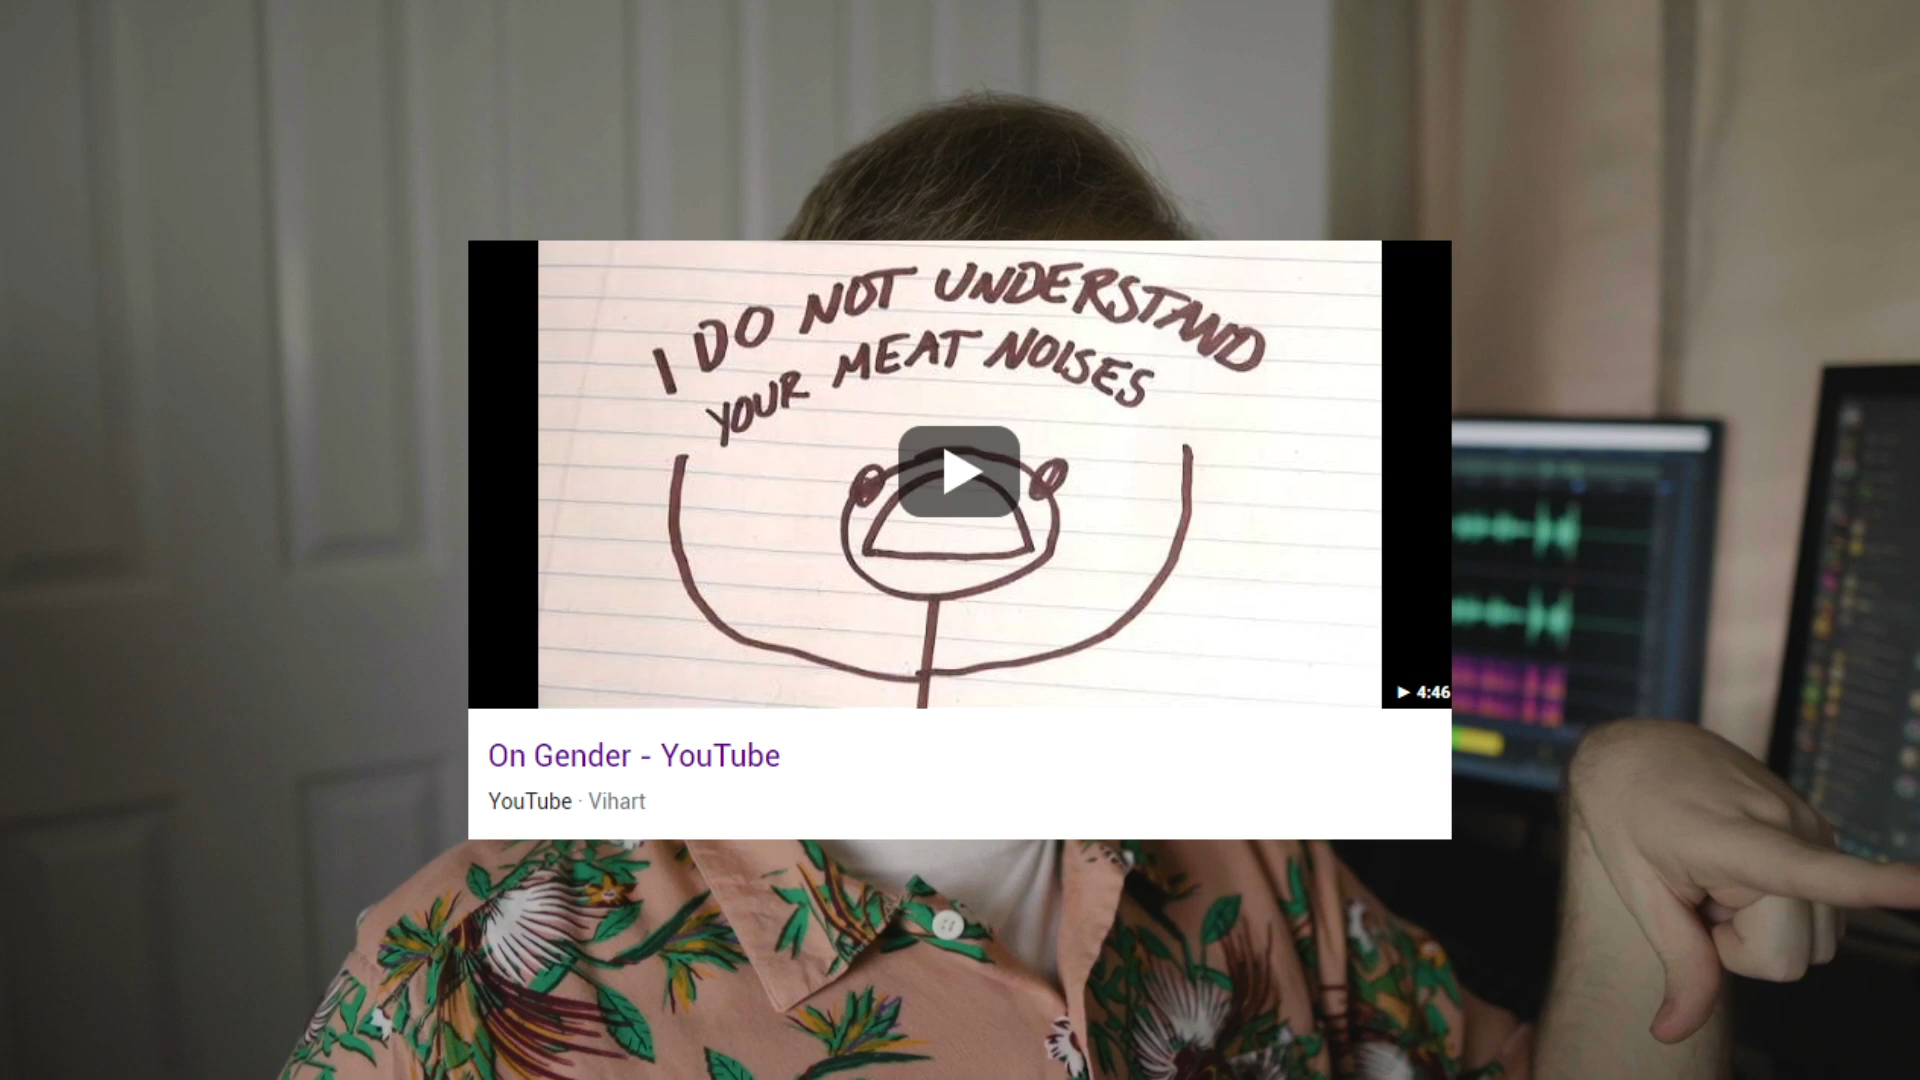 I DO NOT UNDERSTAND
YOUR MEAT NOISES
4:46
On Gender - YouTube
YouTube · Vihart